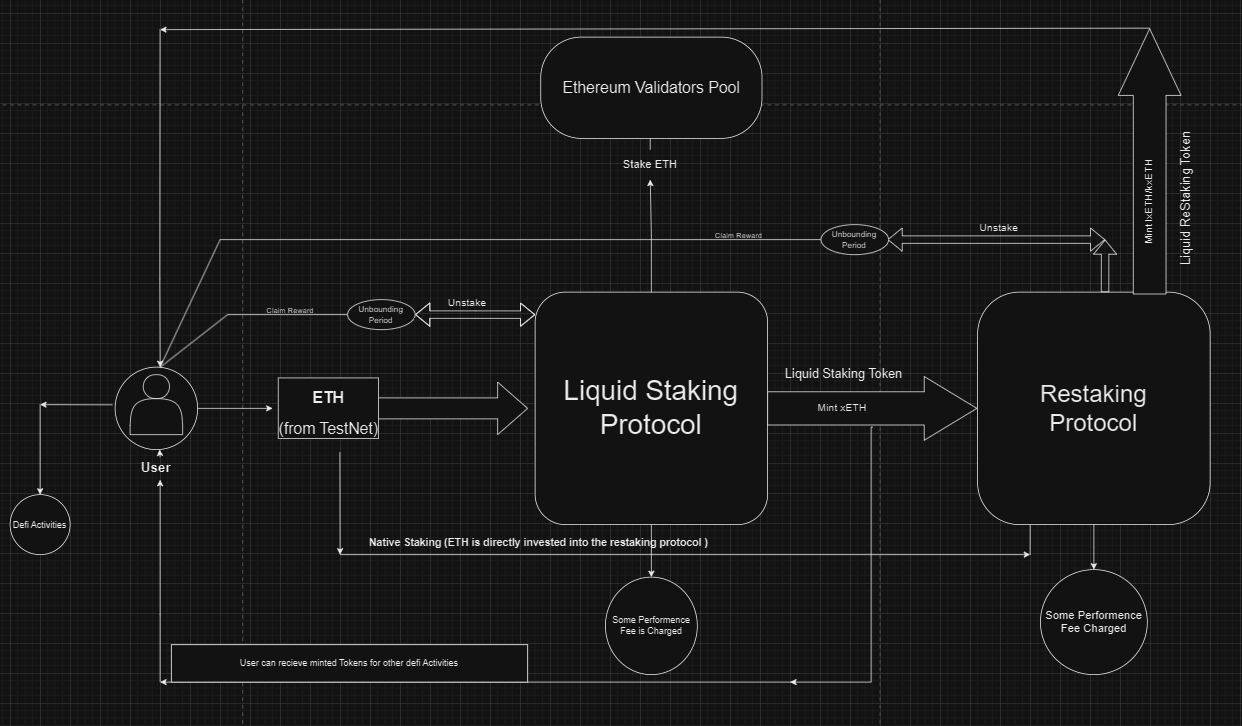 Ethereum Validators Pool
Stake ETH
Mint lxETH/kxETH
Liquid ReStaking Token
Claim Reward
Unbounding
Period
Unstake
Claim Reward
Unbounding
Period
Unstake
ETH
(from TestNet)
Liquid Staking
Protocol
Liquid Staking Token
Mint xETH
Restaking
Protocol
User
Defi Activities
Native Staking (ETH is directly invested into the restaking protocol )
Some Performence
Fee is Charged
Some Performence
Fee Charged
User can recieve minted Tokens for other defi Activities